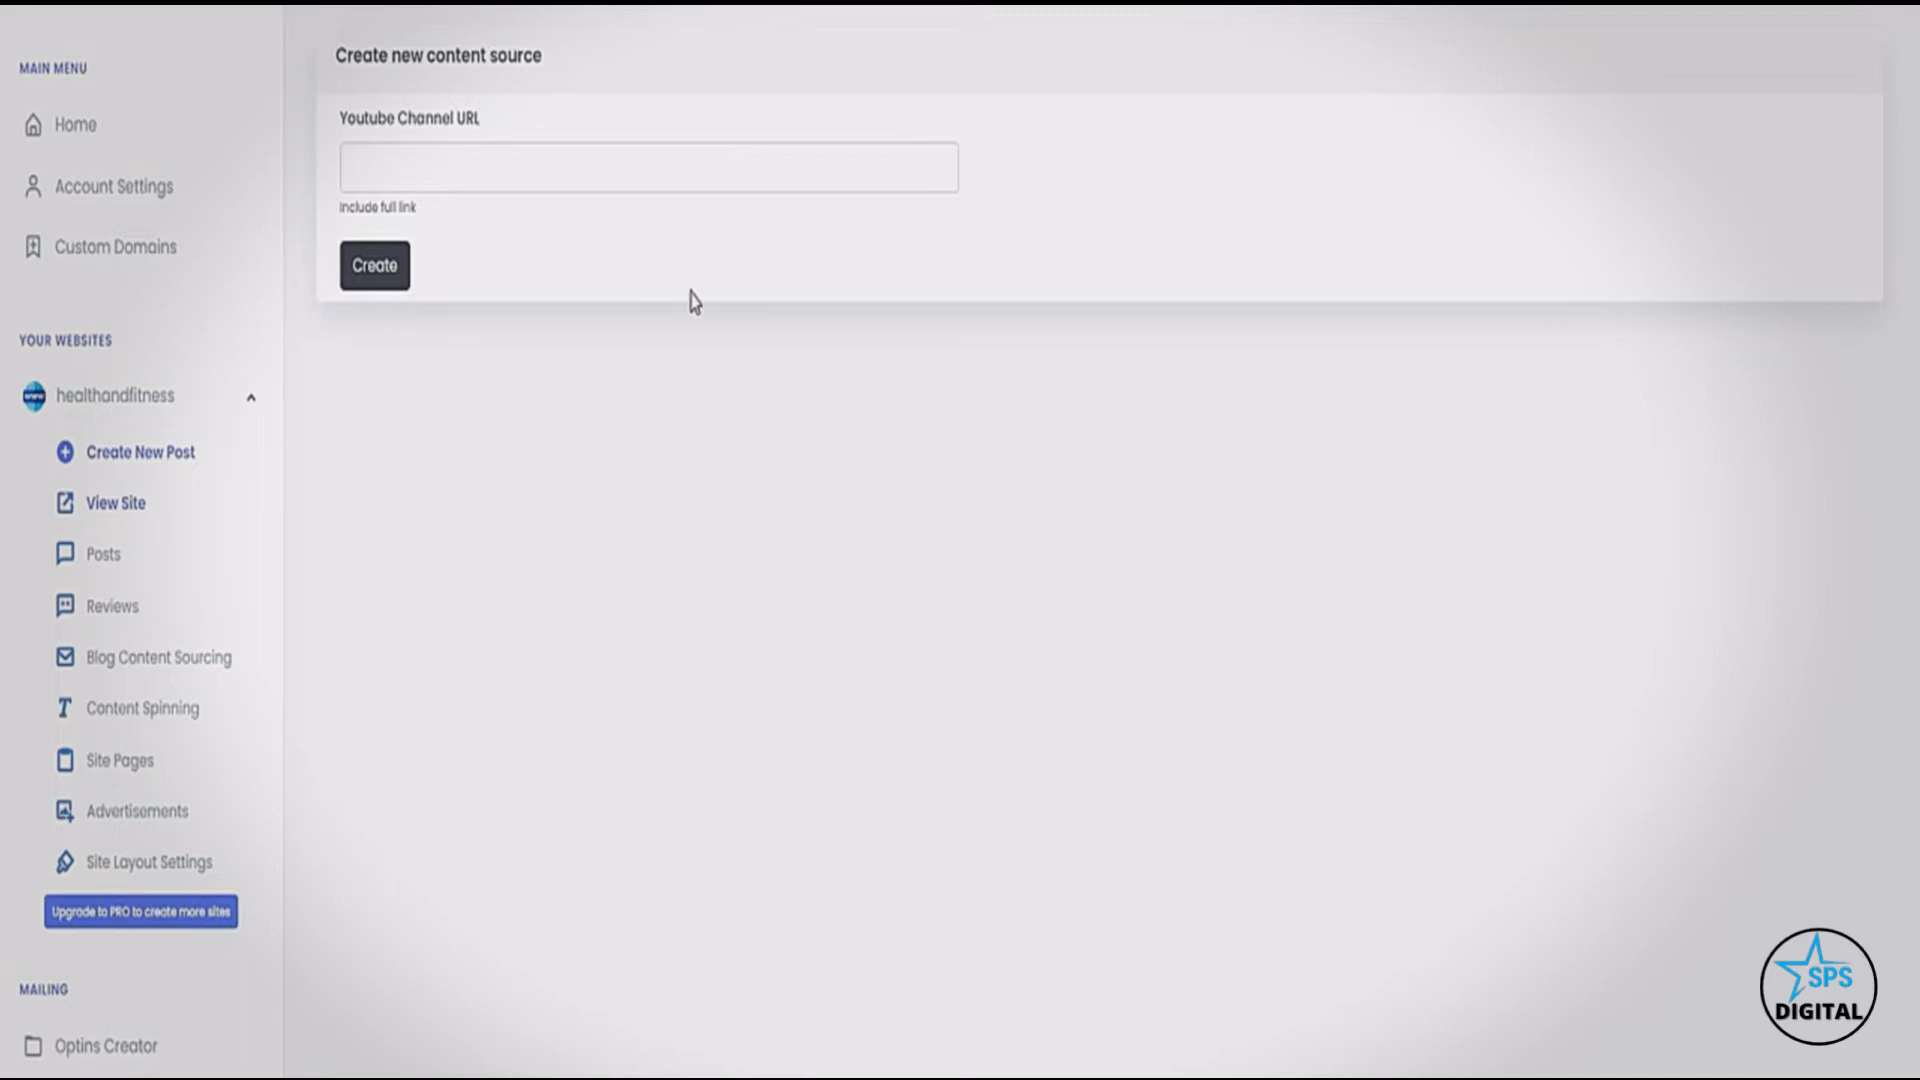 MAIN MENU
Home
Account Settings
Custom Domains
YOUR WEBSITES
healthandfitness
Create New Post
View Site
Posts
Reviews
Blog Content Sourcing
Content Spinning
Site Pages
Advertisements
Site Layout Settings
Upgrade to PRO to create more sites
MAILING
Optins Creator
Create new content source
Youtube Channel URL
Include full link
Create
SPS
DIGITAL